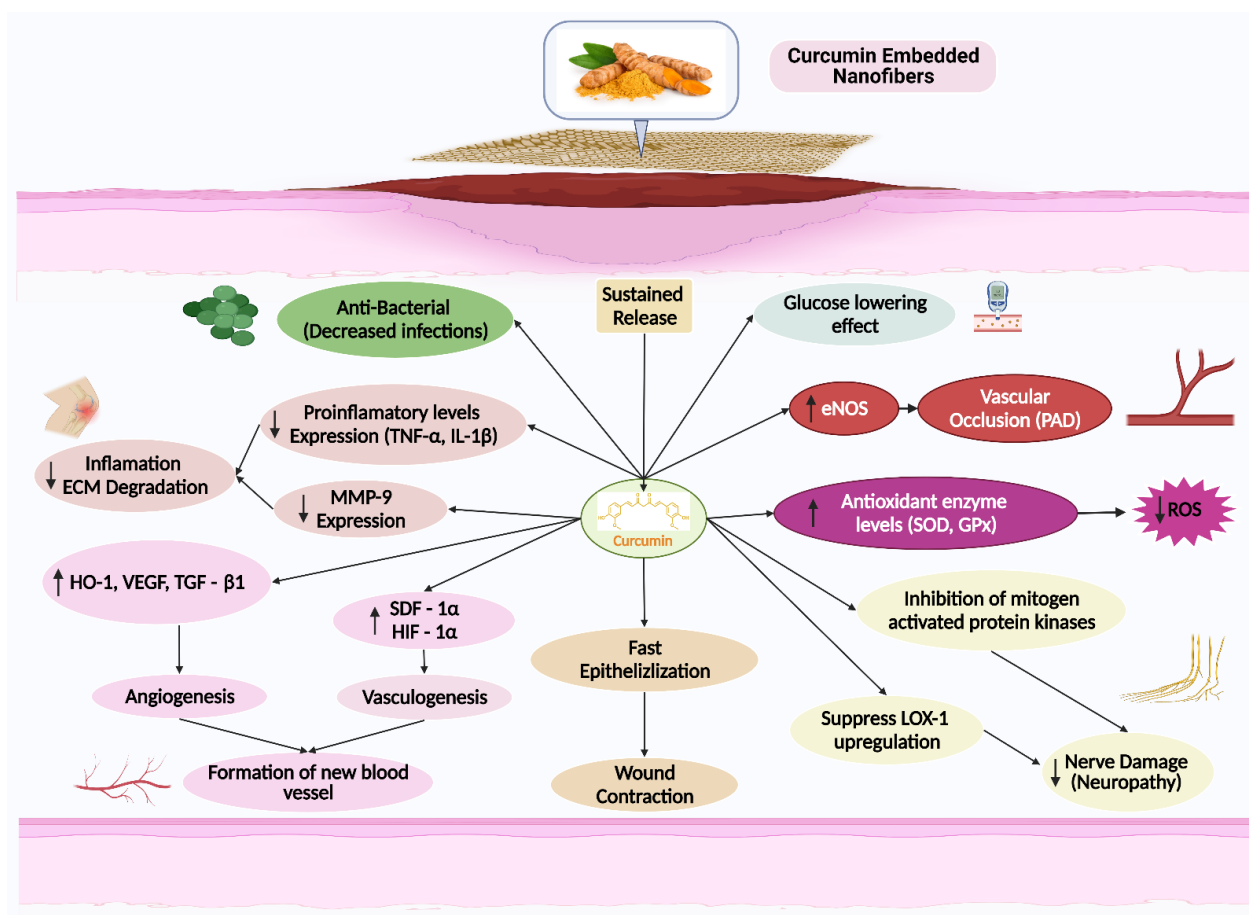 Curcumin Embedded
Nanofibers
Sustained
Release
Anti-Bacterial
(Decreased infections)
Glucose lowering
effect
Proinflamatory levels
Expression (TNF-α, IL-1β)
↑ eNOS
Vascular
Occlusion (PAD)
Inflamation
ECM Degradation
MMP-9
Expression
HO
O
O
O
O
OH
Curcumin
Antioxidant enzyme
levels (SOD, GPx)
ROS
HO-1, VEGF, TGF - β1
SDF - 1α
HIF - 1α
Inhibition of mitogen
activated protein kinases
Fast
Epithelizlization
Angiogenesis
Vasculogenesis
Suppress LOX-1
upregulation
Formation of new blood
vessel
Wound
Contraction
Nerve Damage
(Neuropathy)